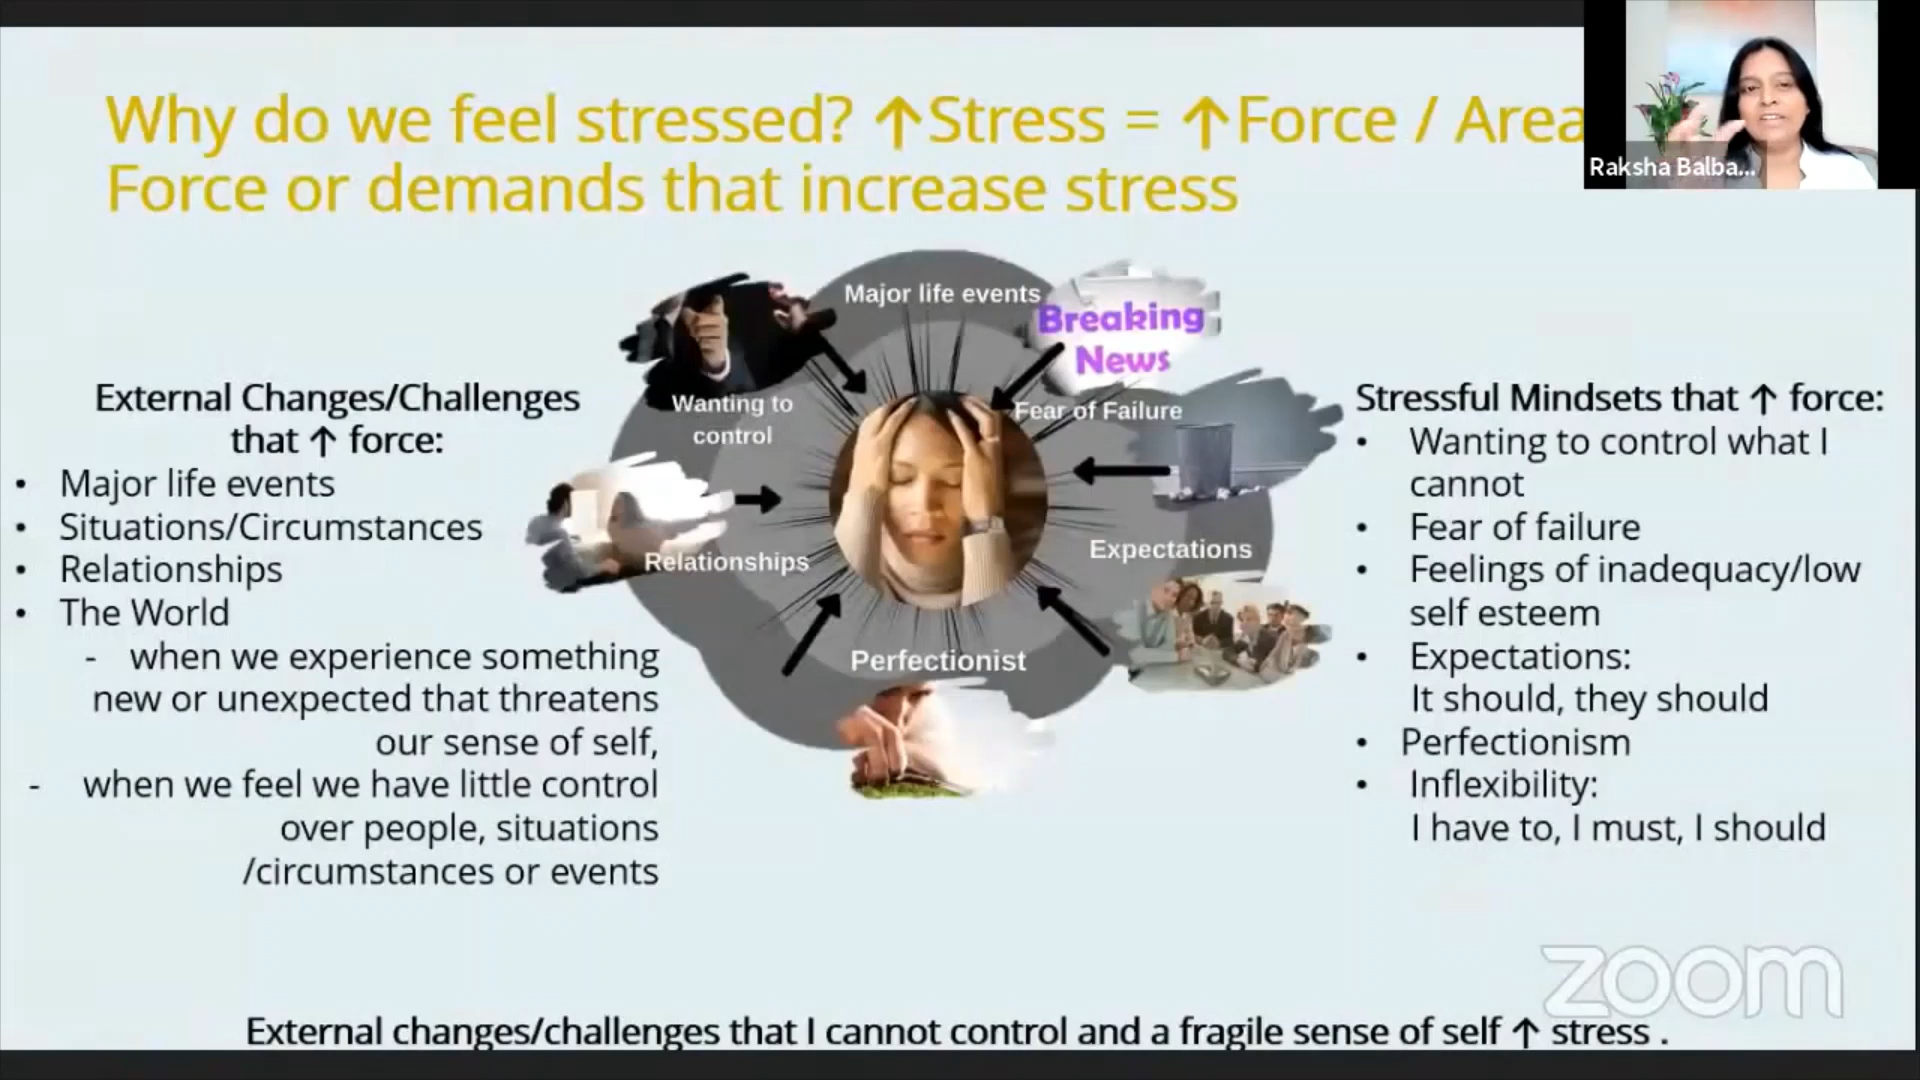 Why do we feel stressed? ↑Stress = ↑Force / Area
Force or demands that increase stress
Raksha Balba...
External Changes/Challenges
that ↑ force:
• Major life events
• Situations/Circumstances
• Relationships
• The World
- when we experience something
new or unexpected that threatens
our sense of self,
- when we feel we have little control
over people, situations
/circumstances or events
Major life events
Breaking
News
Wanting to
control
Fear of Failure
Relationships
Expectations
Perfectionist
Stressful Mindsets that ↑ force:
• Wanting to control what I
cannot
• Fear of failure
• Feelings of inadequacy/low
self esteem
• Expectations:
It should, they should
• Perfectionism
• Inflexibility:
I have to, I must, I should
zoom
External changes/challenges that I cannot control and a fragile sense of self ↑ stress .